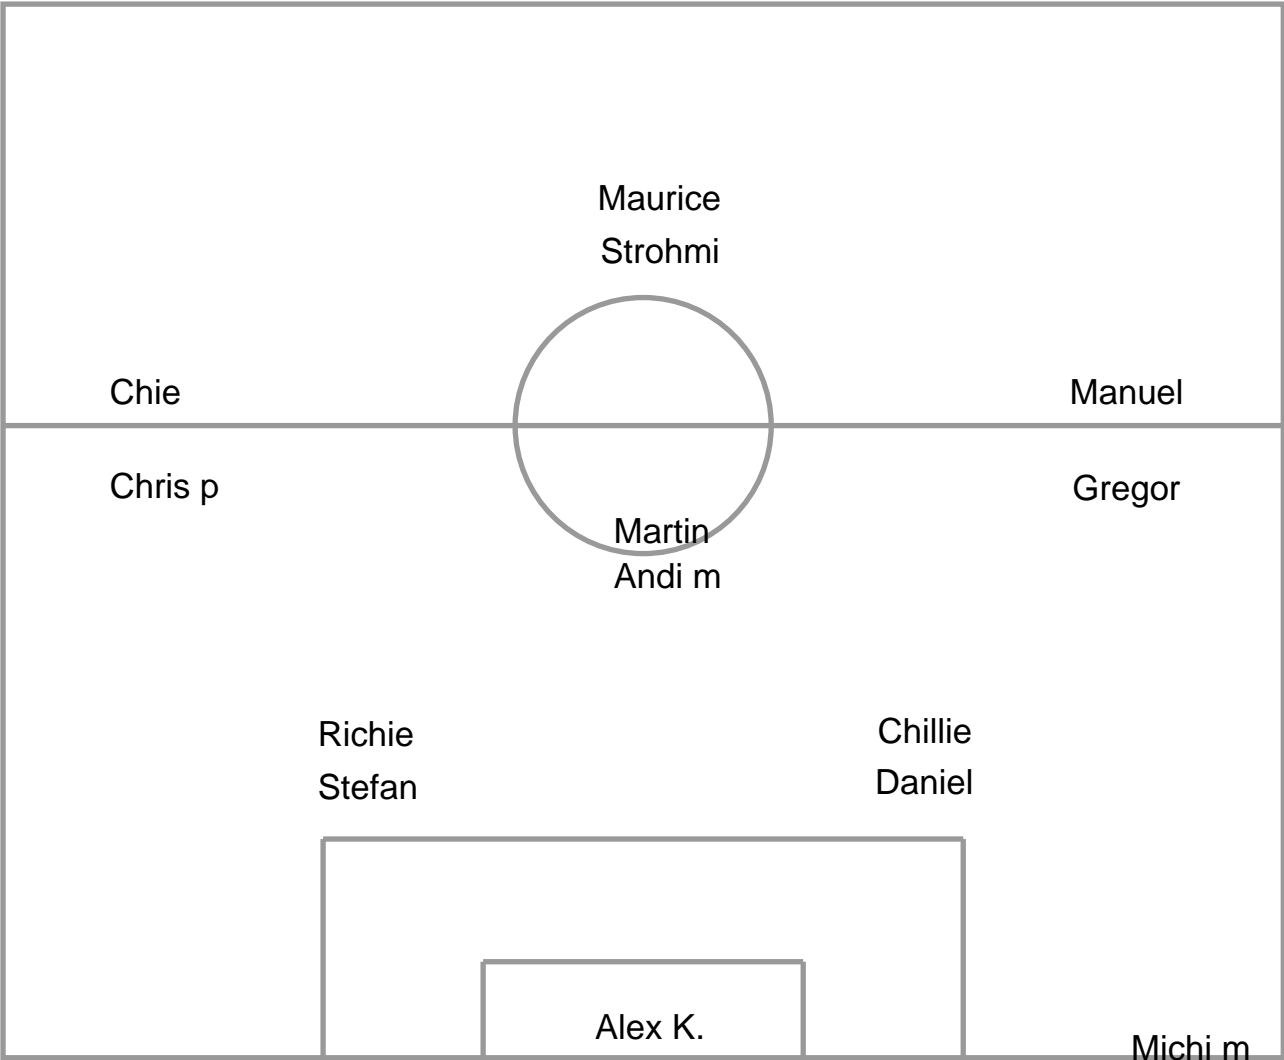 Maurice
Strohmi
Chie
Manuel
Chris p
Gregor
Martin
Andi m
Richie
Chillie
Stefan
Daniel
Alex K.
Michi m